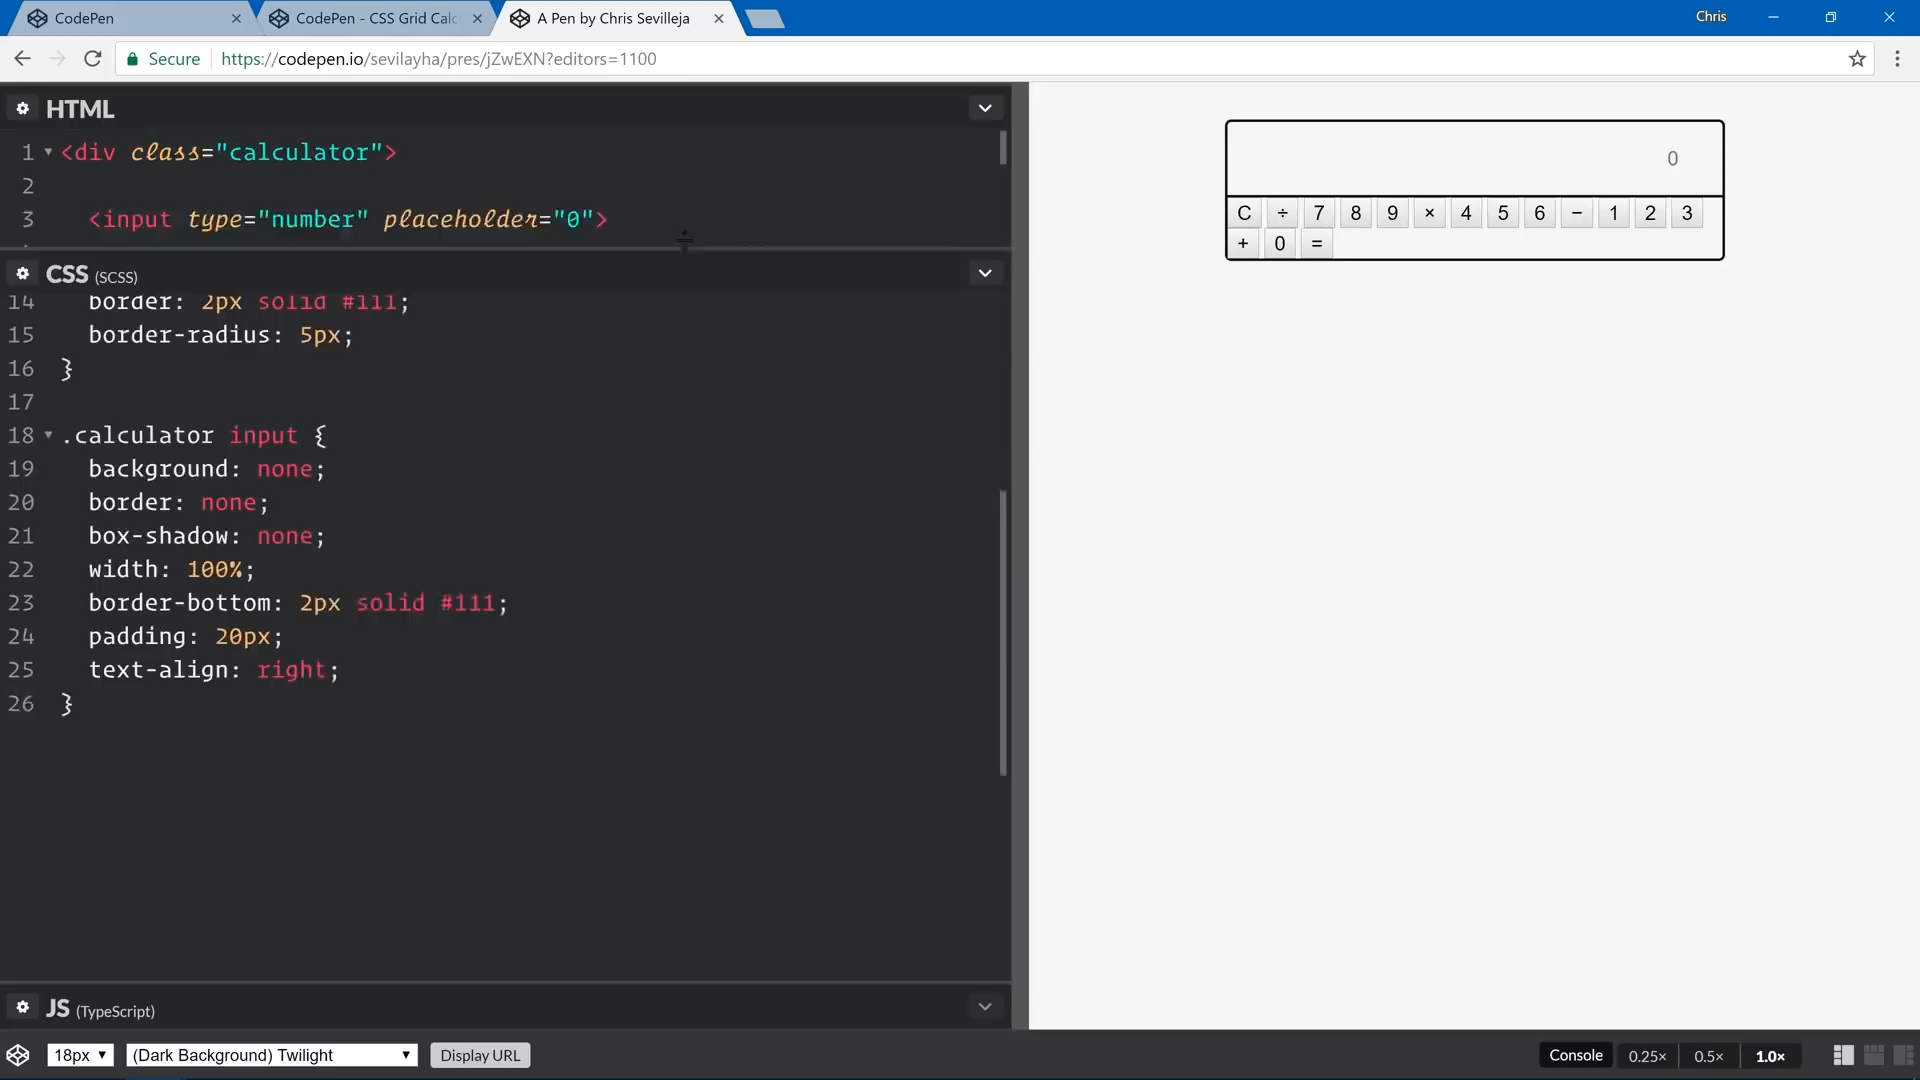 CodePen
CodePen - CSS Grid Calc
A Pen by Chris Sevilleja
Chris
Secure
https://codepen.io/sevilayha/pres/jZwEXN?editors=1100
HTML
1 <div class="calculator">
2
3 <input type="number" placeholder="0">
CSS (SCSS)
14 border: 2px solid #111;
15 border-radius: 5px;
16 }
17
18 .calculator input {
19 background: none;
20 border: none;
21 box-shadow: none;
22 width: 100%;
23 border-bottom: 2px solid #111;
24 padding: 20px;
25 text-align: right;
26 }
JS (TypeScript)
0
C ÷ 7 8 9 × 4 5 6 − 1 2 3
+ 0 =
18px
(Dark Background) Twilight
Display URL
Console 0.25× 0.5× 1.0×